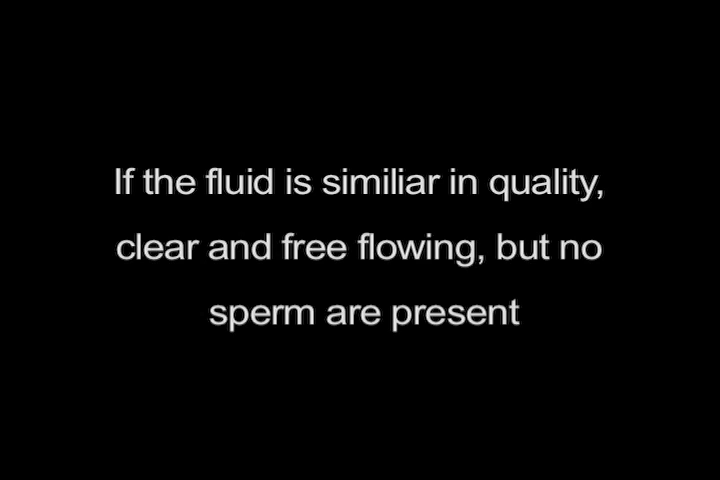 If the fluid is similiar in quality,
clear and free flowing, but no
sperm are present